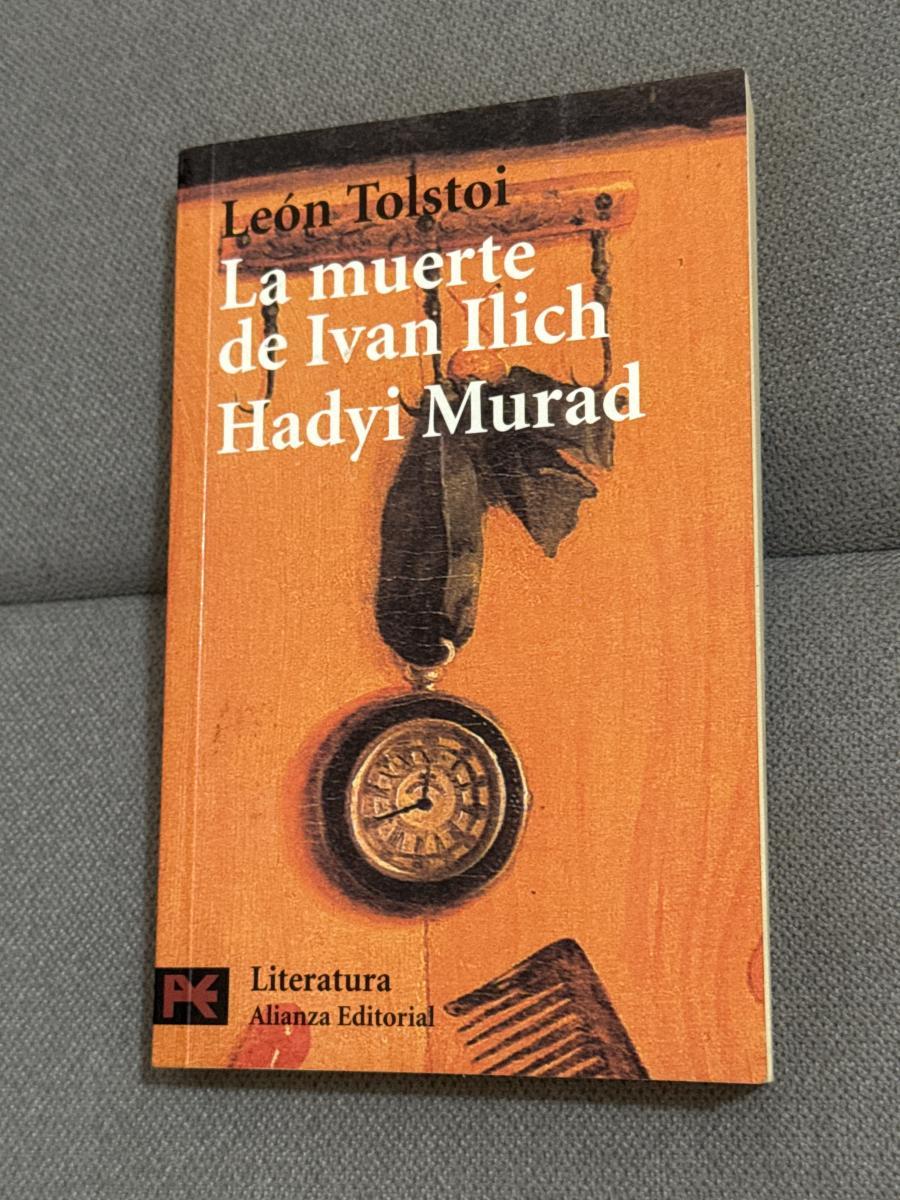 León Tolstoi
La muerte
de Ivan Ilich
Hadyi Murad
Literatura
Alianza Editorial